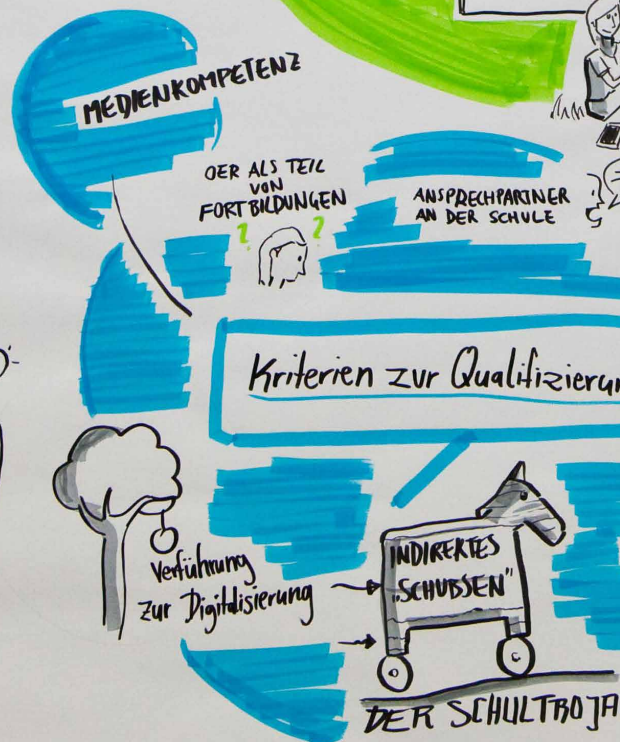 MEDIENKOMPETENZ
OER ALS TEIL
VON
FORTBILDUNGEN
? ?
ANSPRECHPARTNER
AN DER SCHULE
Kriterien zur Qualifizierun
Verführung
zur Digitalisierung
INDIREKTES
„SCHUBSEN"
DER SCHULTROJA